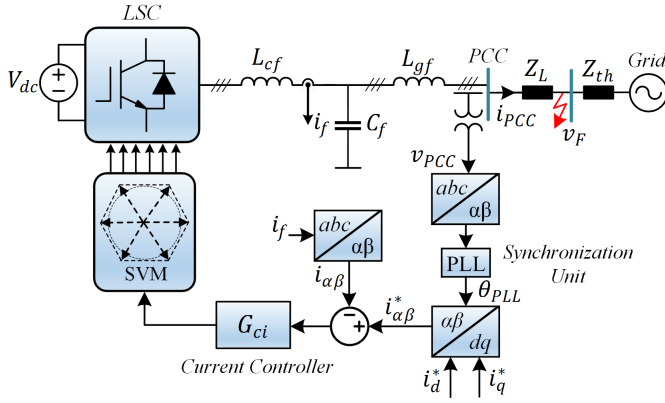 LSC
V_dc
L_cf
L_gf
PCC
Z_L
Z_th
Grid
i_f
C_f
i_PCC
v_F
v_PCC
abc
αβ
SVM
i_f
abc
αβ
i_αβ
PLL
Synchronization
Unit
θ_PLL
G_ci
i*_αβ
αβ
dq
Current Controller
i*_d
i*_q